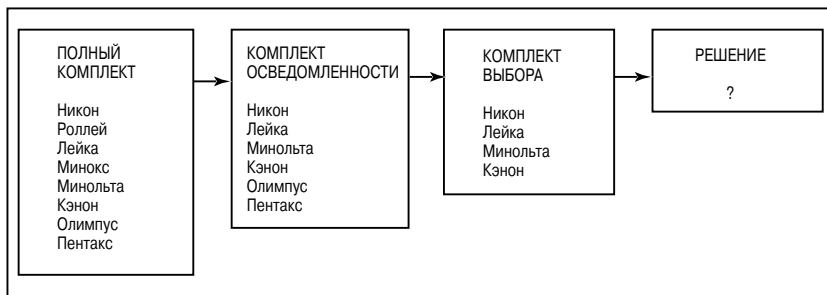 ПОЛНЫЙ
КОМПЛЕКТ
Никон
Роллей
Лейка
Минокс
Минольта
Кэнон
Олимпус
Пентакс
КОМПЛЕКТ
ОСВЕДОМЛЕННОСТИ
Никон
Лейка
Минольта
Кэнон
Олимпус
Пентакс
КОМПЛЕКТ
ВЫБОРА
Никон
Лейка
Минольта
Кэнон
РЕШЕНИЕ
?